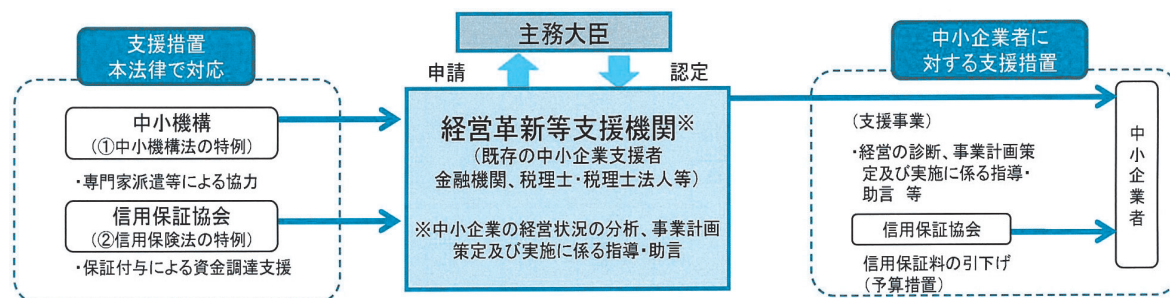 主務大臣
申請
認定
支援措置
本法律で対応
中小機構
(①中小機構法の特例)
・専門家派遣等による協力
信用保証協会
(②信用保険法の特例)
・保証付与による資金調達支援
経営革新等支援機関※
(既存の中小企業支援者
金融機関、税理士・税理士法人等)
※中小企業の経営状況の分析、事業計画
策定及び実施に係る指導・助言
中小企業者に
対する支援措置
(支援事業)
・経営の診断、事業計画策
定及び実施に係る指導・
助言 等
信用保証協会
信用保証料の引下げ
(予算措置)
中小企業者